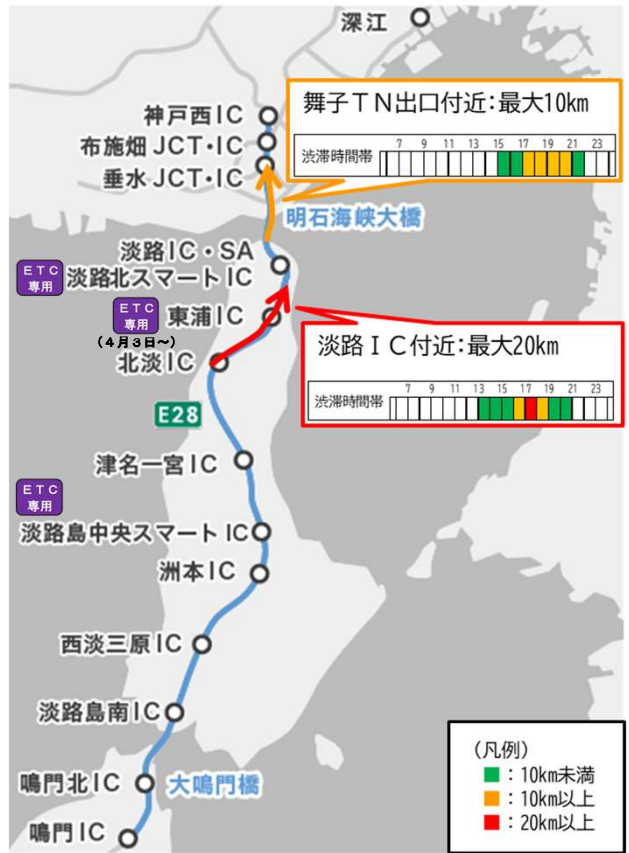 深江
神戸西IC
布施畑JCT・IC
垂水JCT・IC
舞子TN出口付近:最大10km
7 9 11 13 15 17 19 21 23
渋滞時間帯
明石海峡大橋
淡路IC・SA
ETC
専用
淡路北スマートIC
ETC
専用
(4月3日~)
東浦IC
北淡IC
淡路IC付近:最大20km
7 9 11 13 15 17 19 21 23
渋滞時間帯
E28
津名一宮IC
ETC
専用
淡路島中央スマートIC
洲本IC
西淡三原IC
淡路島南IC
鳴門北IC
大鳴門橋
鳴門IC
(凡例)
:10km未満
:10km以上
:20km以上